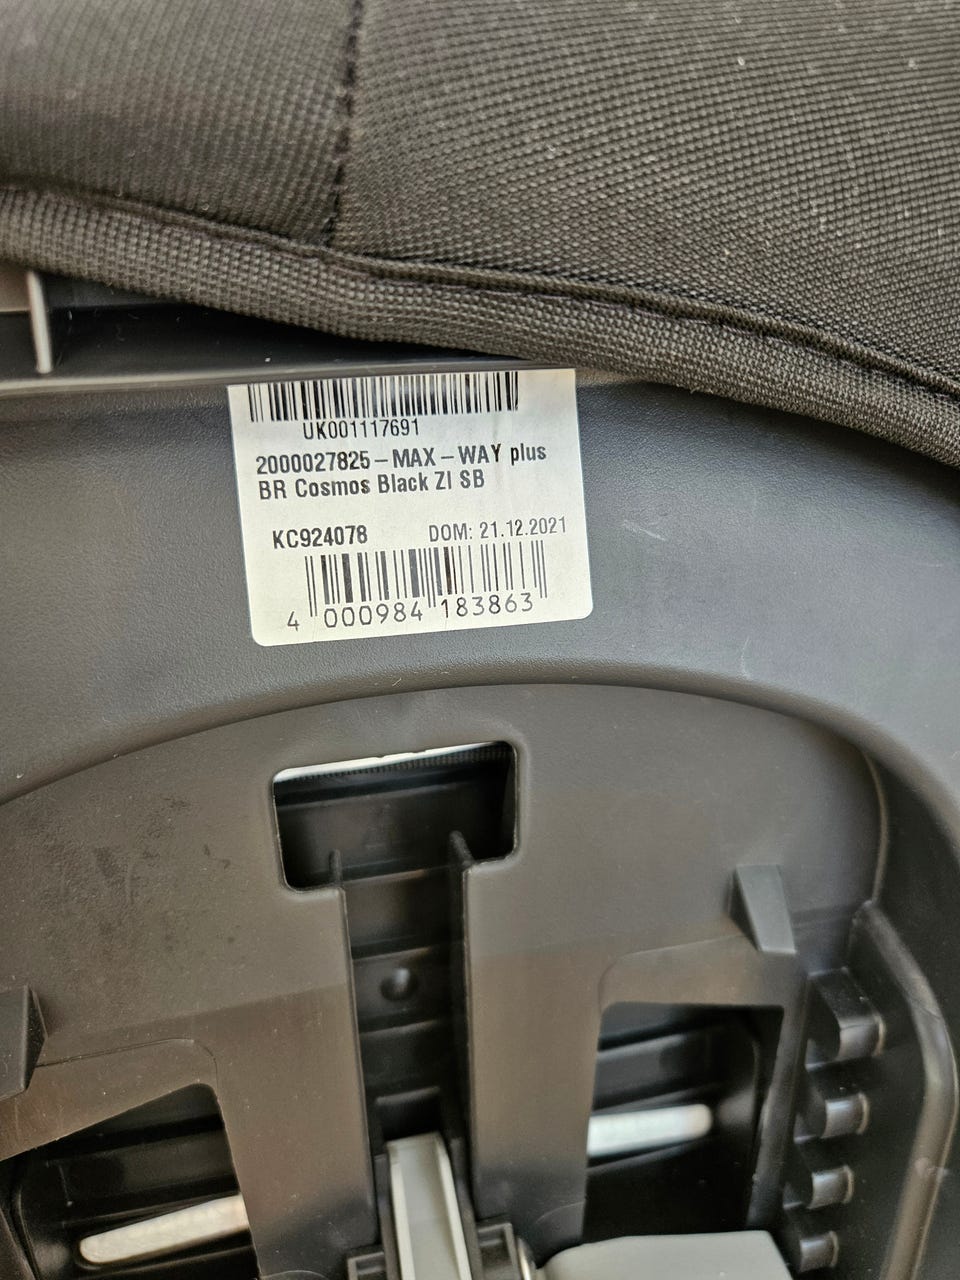 UK001117691
2000027825 – MAX – WAY plus
BR Cosmos Black ZI SB
KC924078 DOM: 21.12.2021
4 000984 183863